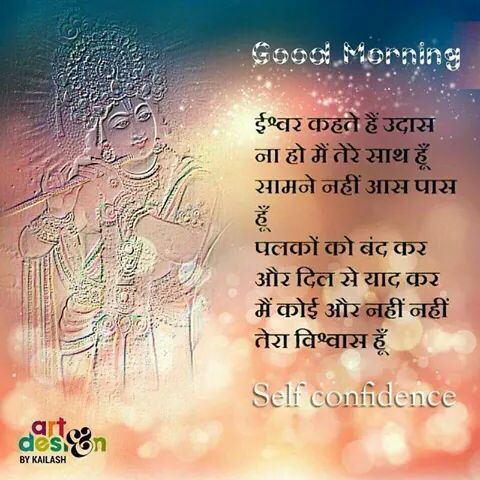 Good Morning
ईश्वर कहते हैं उदास
ना हो मैं तेरे साथ हूँ
सामने नहीं आस पास
हूँ
पलकों को बंद कर
और दिल से याद कर
मैं कोई और नहीं नहीं
तेरा विश्वास हूँ
Self confidence
art
design
&
BY KAILASH